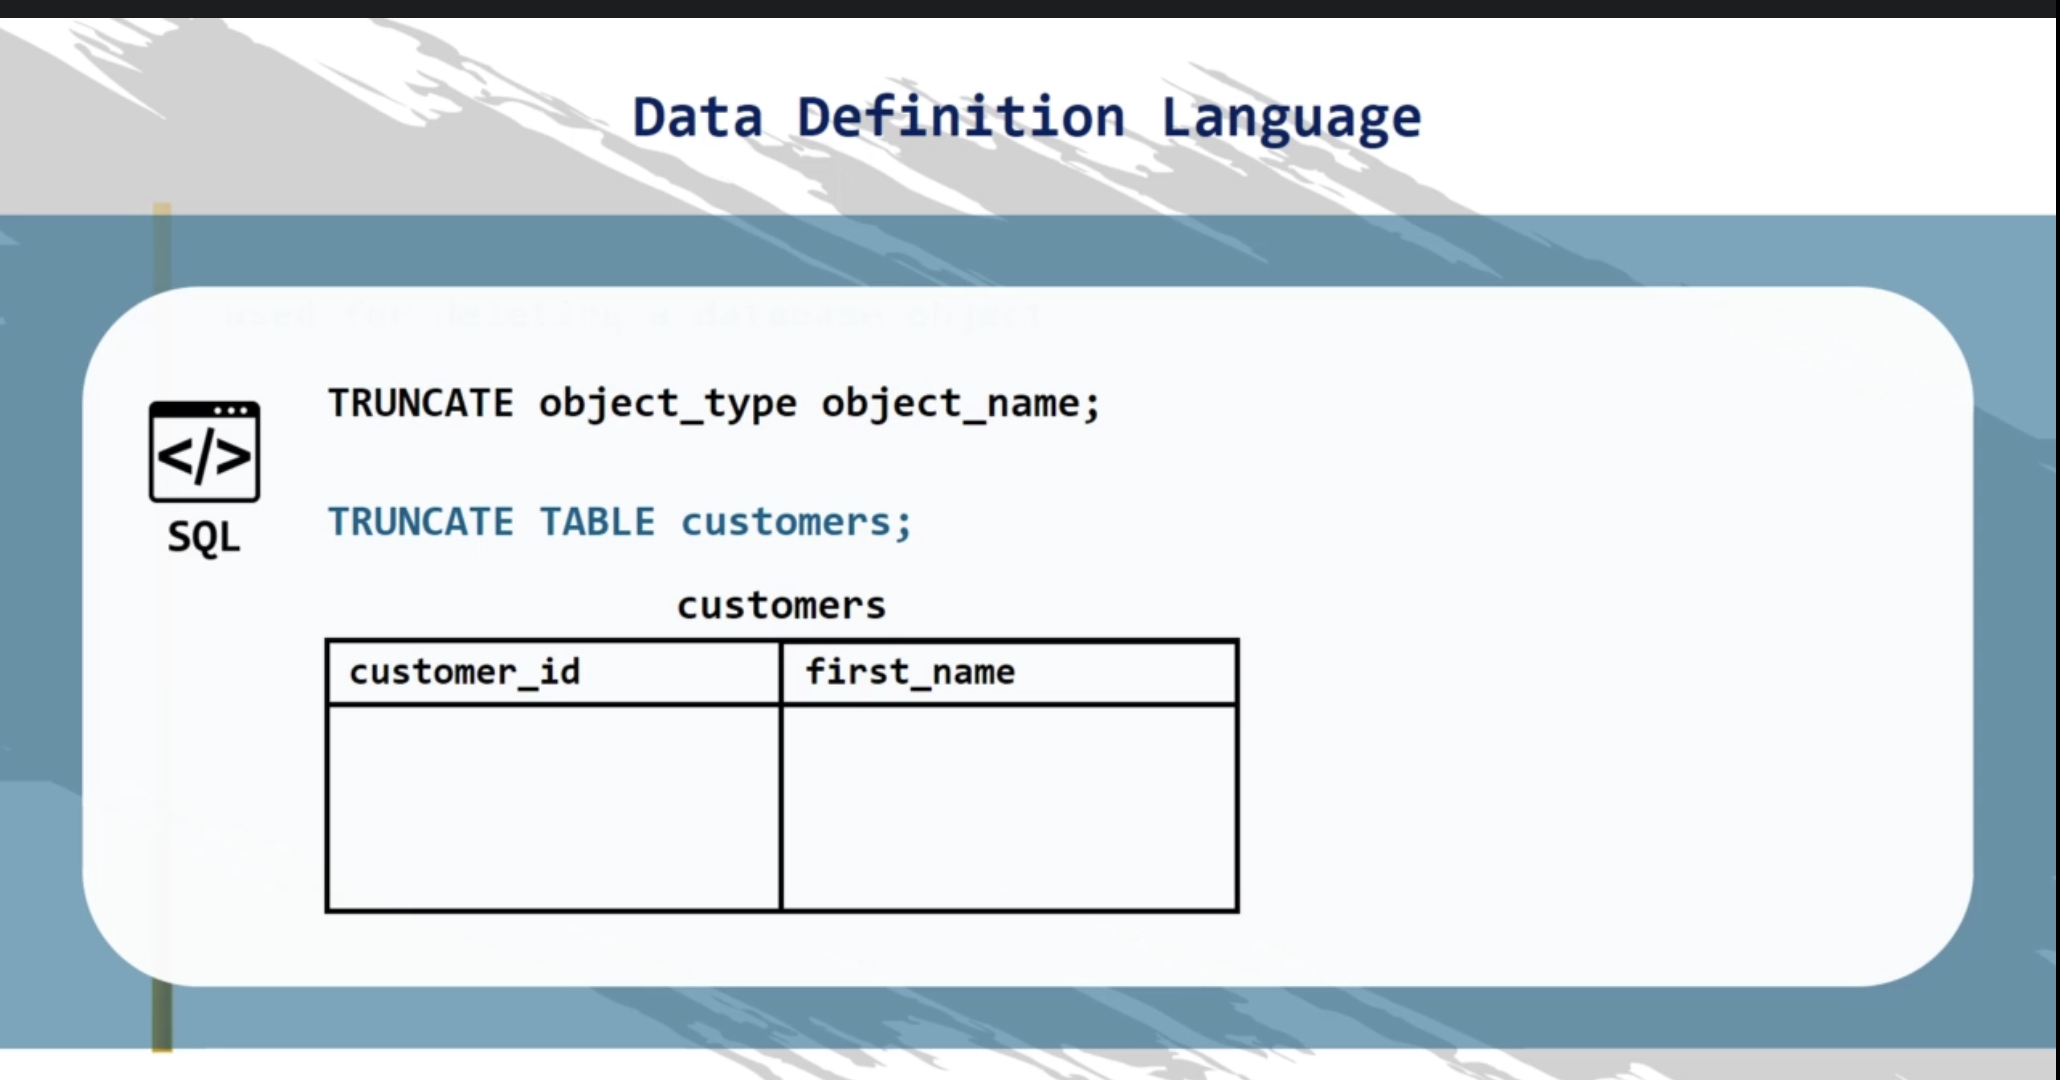 Data Definition Language
used for deleting a database object
TRUNCATE object_type object_name;
</>
SQL
TRUNCATE TABLE customers;
customers
customer_id first_name